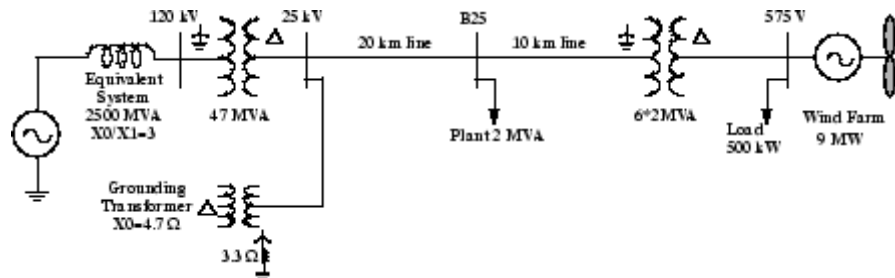 120 kV
25 kV
B25
575 V
20 km line
10 km line
Equivalent
System
2500 MVA
X0/X1=3
47 MVA
Plant 2 MVA
6*2MVA
Load
500 kW
Wind Farm
9 MW
Grounding
Transformer
X0=4.7 Ω
3.3 Ω